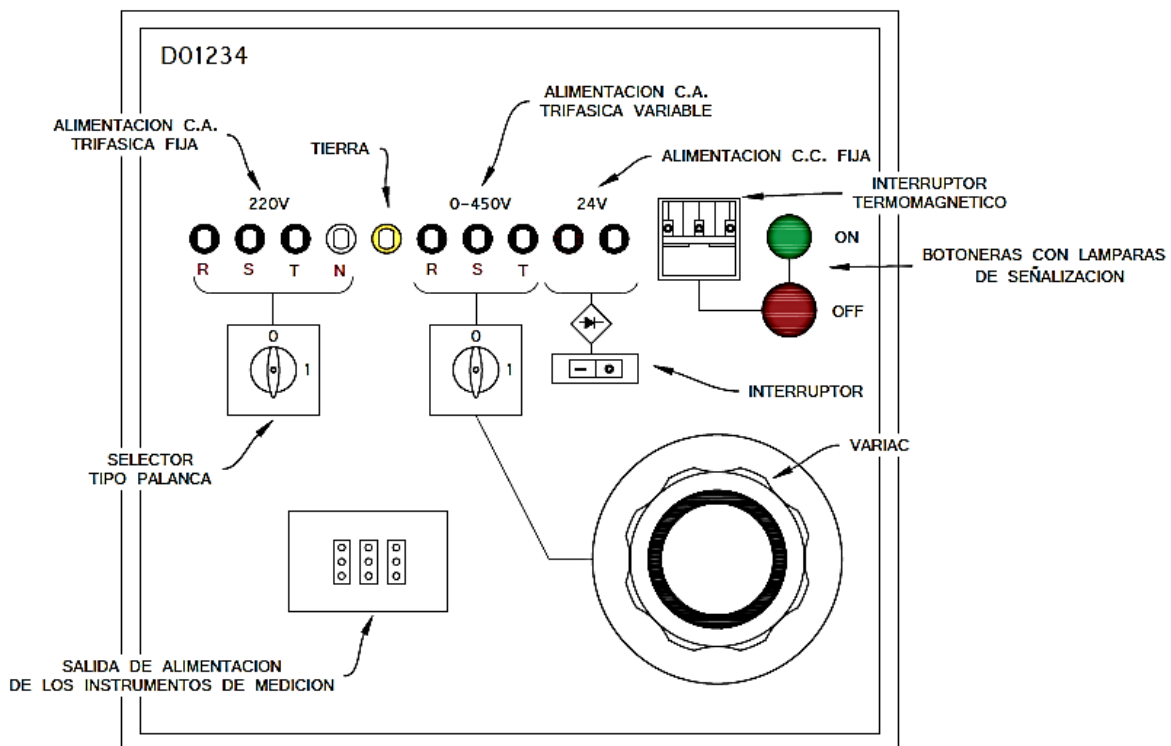 D01234
ALIMENTACION C.A.
TRIFASICA FIJA
TIERRA
ALIMENTACION C.A.
TRIFASICA VARIABLE
ALIMENTACION C.C. FIJA
INTERRUPTOR
TERMOMAGNETICO
220V
0-450V
24V
ON
BOTONERAS CON LAMPARAS
DE SEÑALIZACION
OFF
R S T N R S T
0
1
0
1
INTERRUPTOR
SELECTOR
TIPO PALANCA
VARIAC
SALIDA DE ALIMENTACION
DE LOS INSTRUMENTOS DE MEDICION